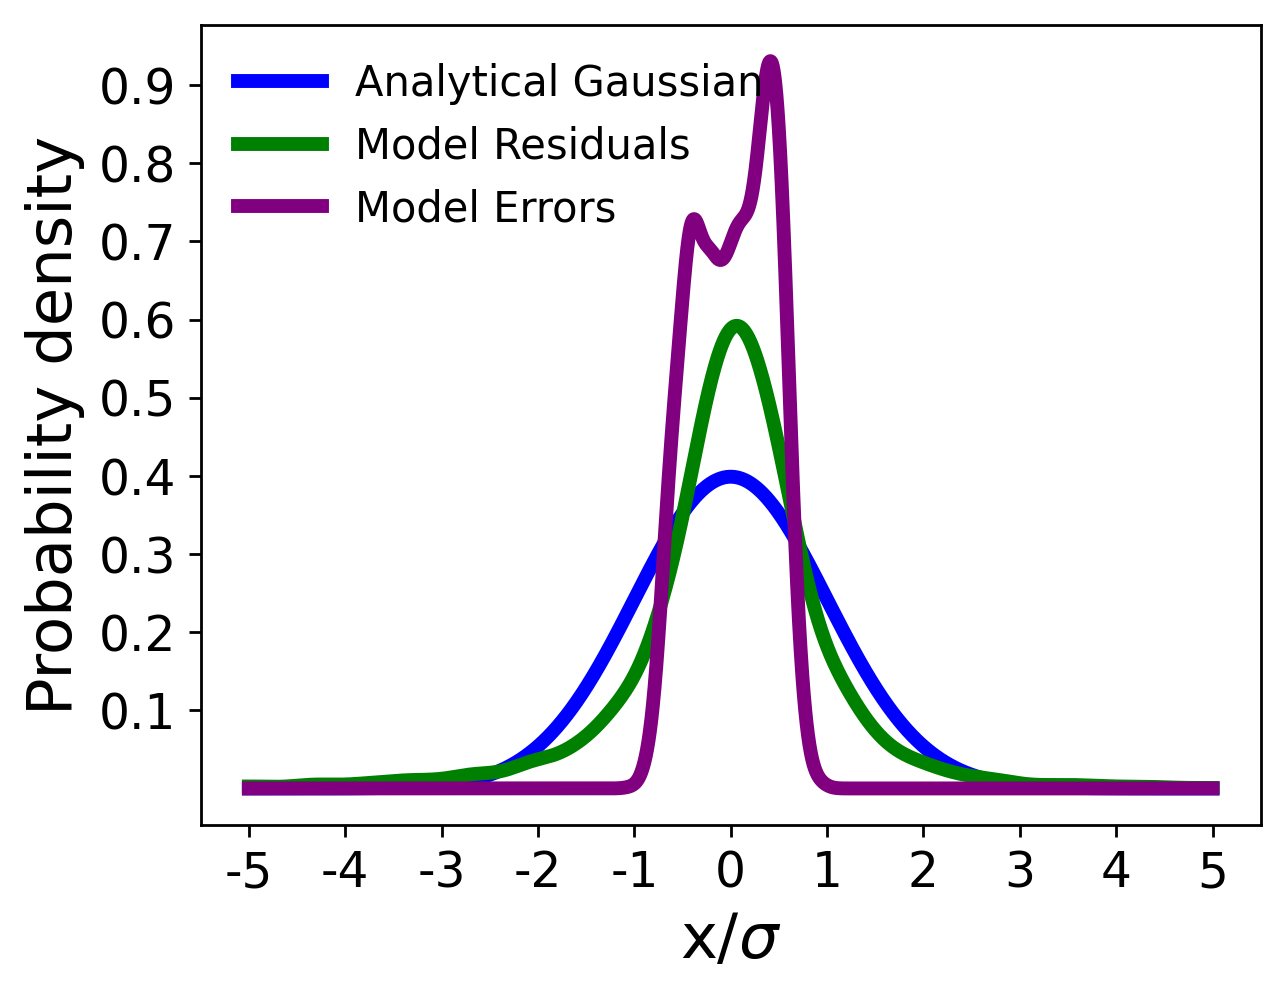 Analytical Gaussian
Model Residuals
Model Errors
Probability density
0.9
0.8
0.7
0.6
0.5
0.4
0.3
0.2
0.1
-5 -4 -3 -2 -1 0 1 2 3 4 5
x/σ